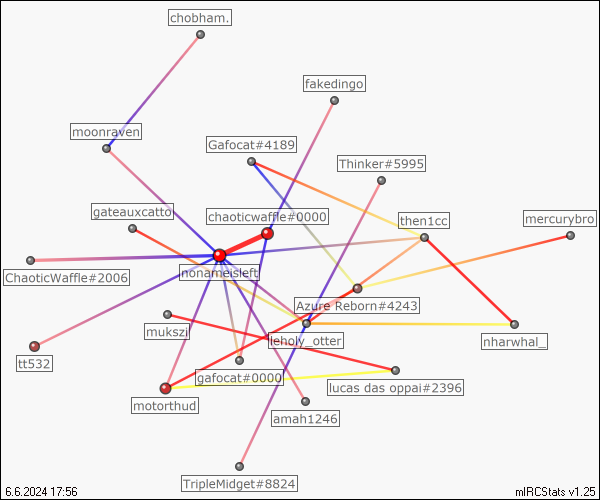 chobham.
fakedingo
moonraven
Gafocat#4189
Thinker#5995
gateauxcatto
chaoticwaffle#0000
then1cc
mercurybro
ChaoticWaffle#2006
nonameisleft
Azure Reborn#4243
mukszj
leholy_otter
nharwhal_
tt532
gafocat#0000
lucas das oppai#2396
motorthud
amah1246
TripleMidget#8824
6.6.2024 17:56
mIRCStats v1.25